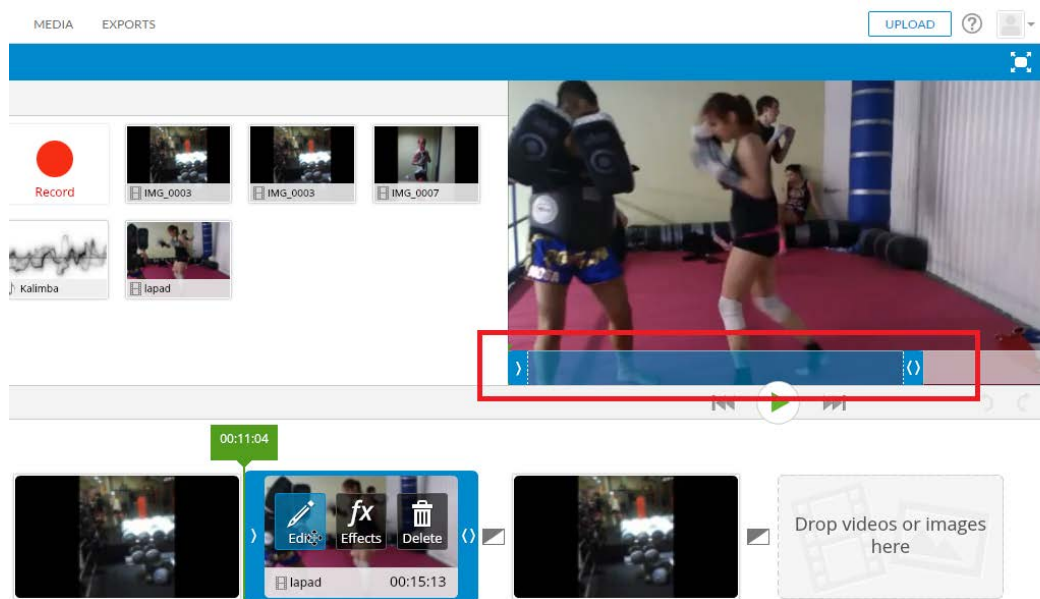 MEDIA EXPORTS UPLOAD ?
Record
IMG_0003
IMG_0003
IMG_0007
Kalimba
lapad
00:11:04
Edit
fx
Effects
Delete
lapad 00:15:13
Drop videos or images
here